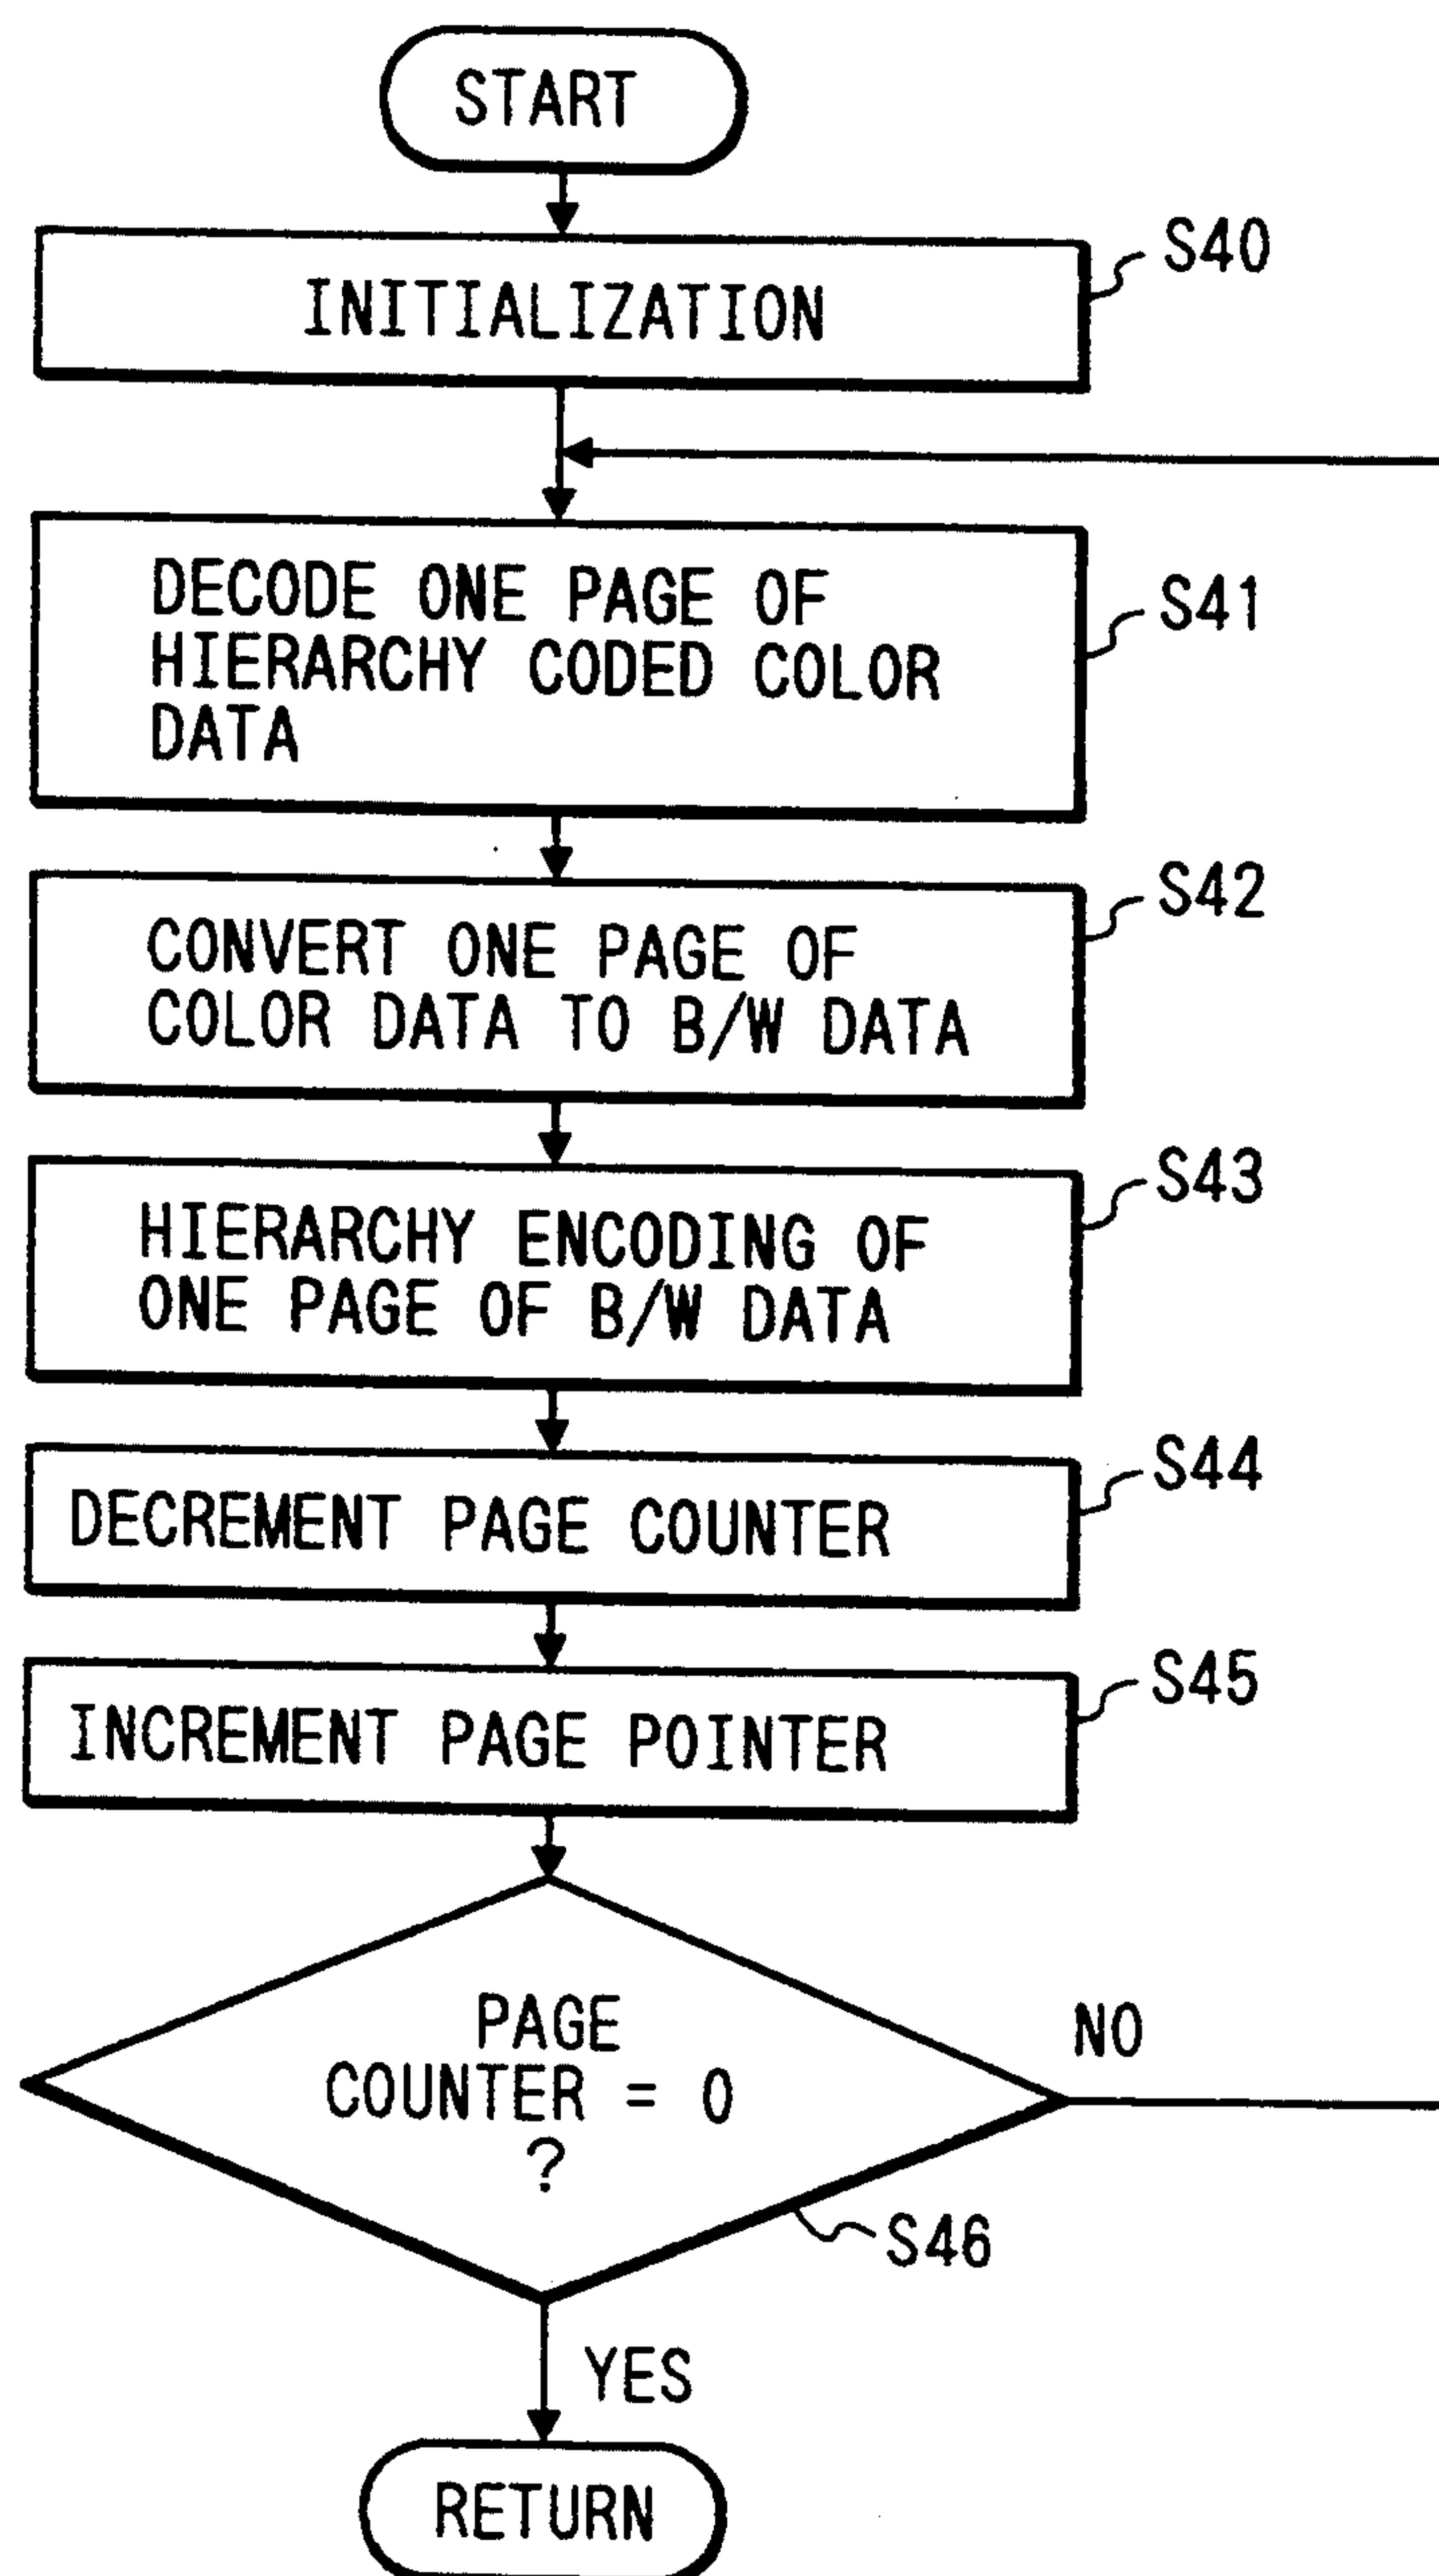 START
INITIALIZATION
S40
DECODE ONE PAGE OF
HIERARCHY CODED COLOR
DATA
S41
CONVERT ONE PAGE OF
COLOR DATA TO B/W DATA
S42
HIERARCHY ENCODING OF
ONE PAGE OF B/W DATA
S43
DECREMENT PAGE COUNTER
S44
INCREMENT PAGE POINTER
S45
PAGE
COUNTER = 0
?
NO
S46
YES
RETURN